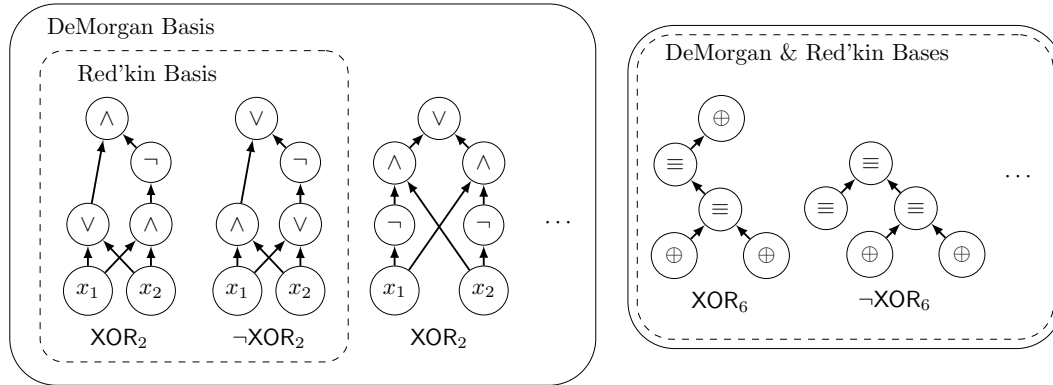 DeMorgan Basis
Red'kin Basis
∧ ∨ ∨
¬ ¬ ∧ ∧
∨ ∧ ∧ ∨ ¬ ¬ ⋯
x₁ x₂ x₁ x₂ x₁ x₂
XOR₂ ¬XOR₂ XOR₂
DeMorgan & Red'kin Bases
⊕
≡ ≡ ⋯
≡ ≡ ≡
⊕ ⊕ ⊕ ⊕
XOR₆ ¬XOR₆